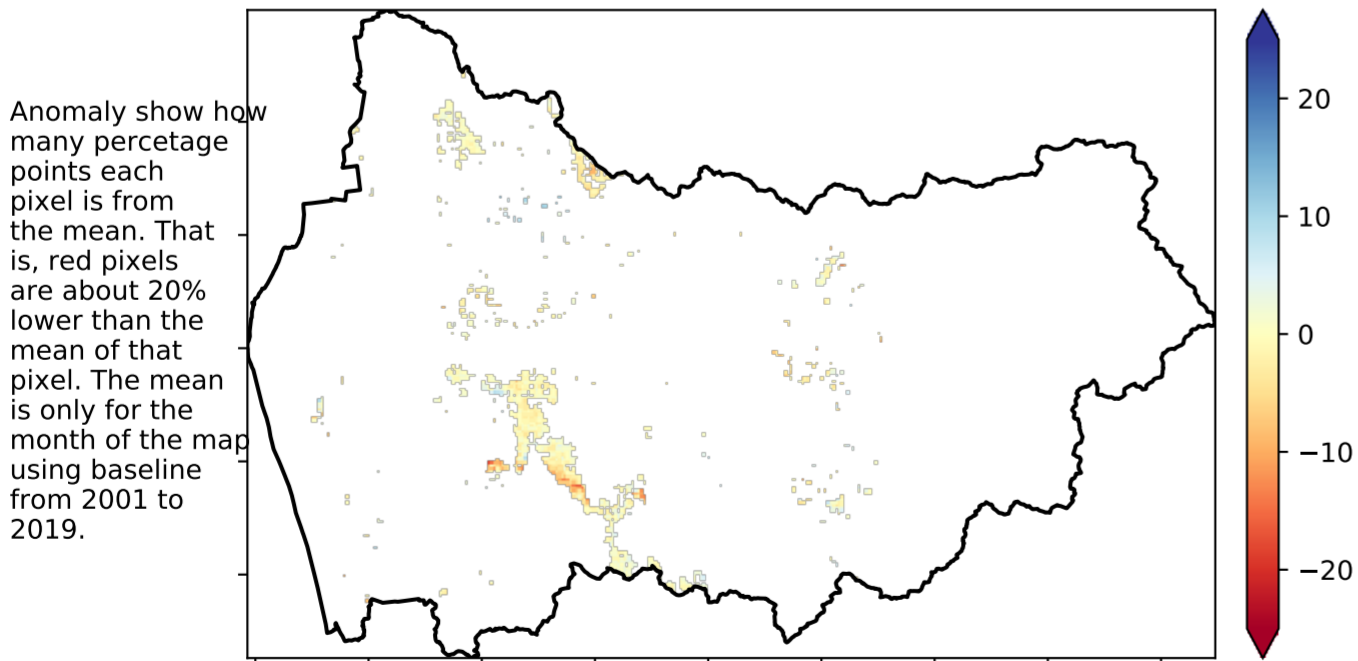 Anomaly show how
many percetage
points each
pixel is from
the mean. That
is, red pixels
are about 20%
lower than the
mean of that
pixel. The mean
is only for the
month of the map
using baseline
from 2001 to
2019.
20
10
0
−10
−20